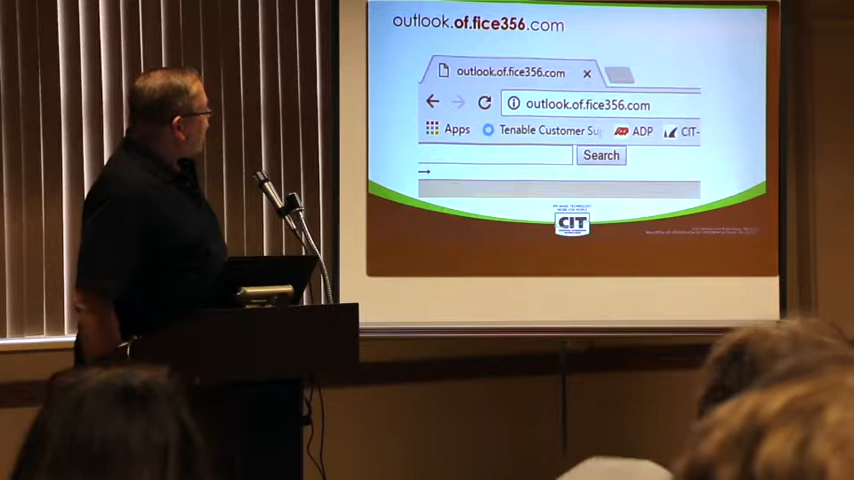 outlook.of.fice356.com
outlook.of.fice356.com
outlook.of.fice356.com
Apps Tenable Customer Su ADP CIT-
Search
CIT